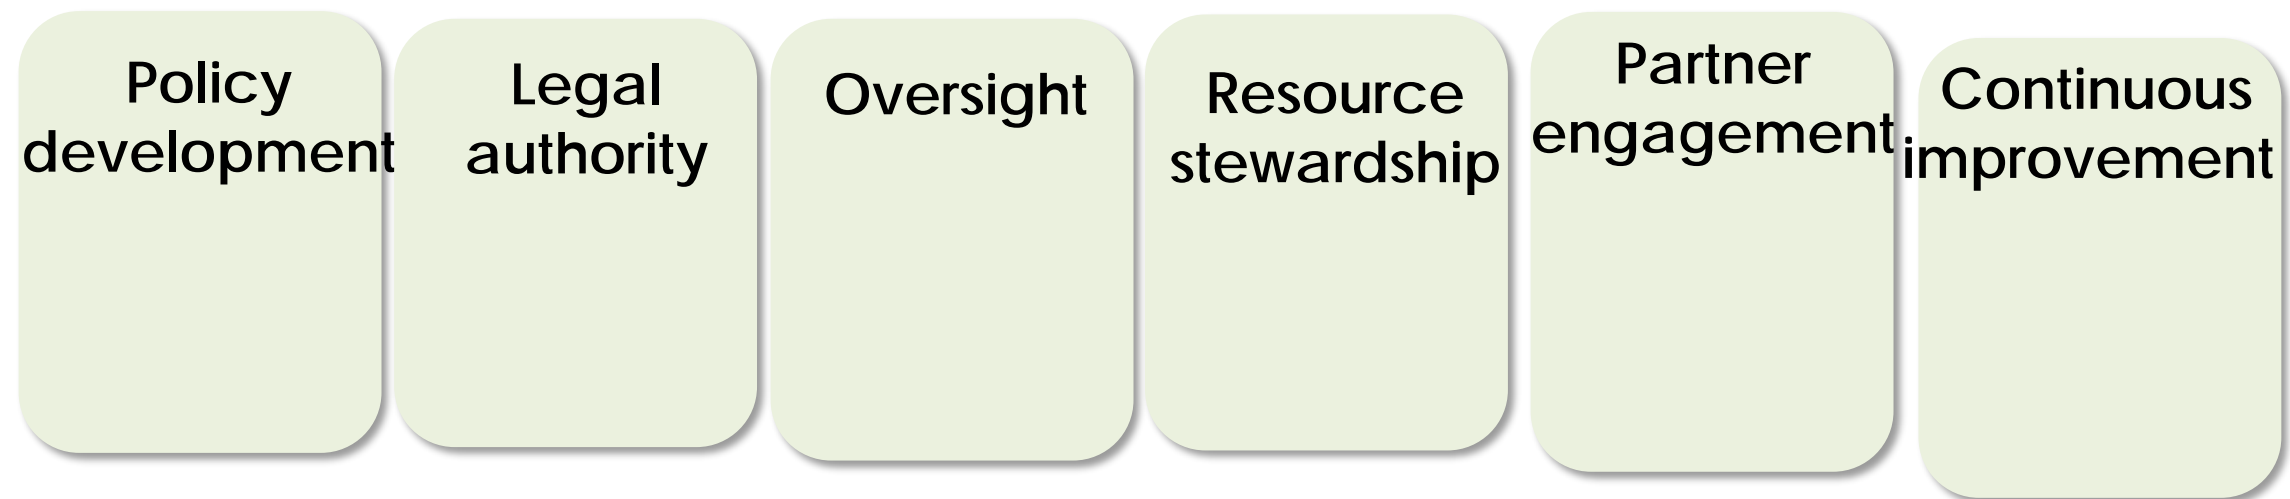 Policy
development
Legal
authority
Oversight
Resource
stewardship
Partner
engagement
Continuous
improvement